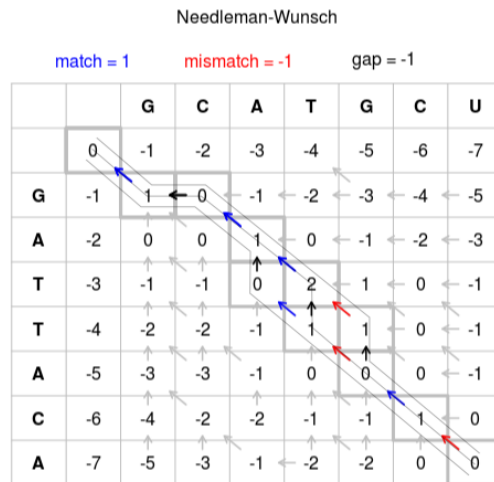 Needleman-Wunsch
match = 1 mismatch = -1 gap = -1
G C A T G C U
0 -1 -2 -3 -4 -5 -6 -7
G -1 1 0 -1 -2 -3 -4 -5
A -2 0 0 1 0 -1 -2 -3
T -3 -1 -1 0 2 1 0 -1
T -4 -2 -2 -1 1 1 0 -1
A -5 -3 -3 -1 0 0 0 -1
C -6 -4 -2 -2 -1 -1 1 0
A -7 -5 -3 -1 -2 -2 0 0